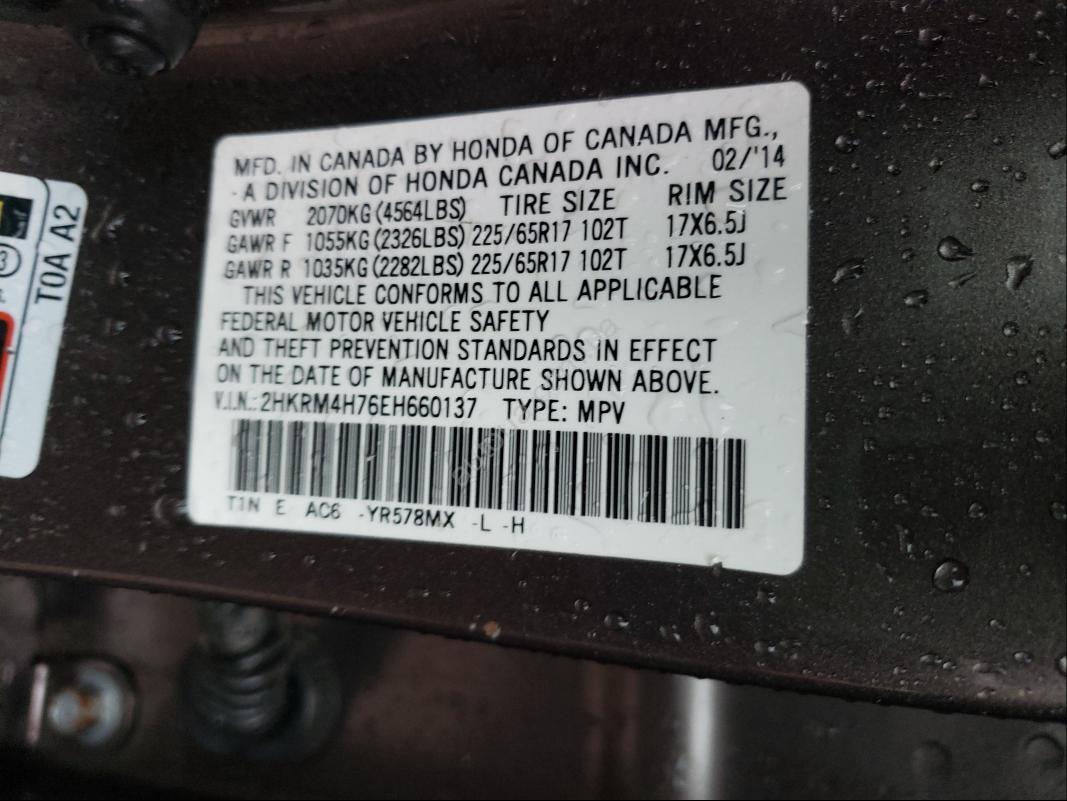 MFD. IN CANADA BY HONDA OF CANADA MFG.,
- A DIVISION OF HONDA CANADA INC. 02/'14
GVWR 2070KG (4564LBS) TIRE SIZE RIM SIZE
GAWR F 1055KG (2326LBS) 225/65R17 102T 17X6.5J
GAWR R 1035KG (2282LBS) 225/65R17 102T 17X6.5J
THIS VEHICLE CONFORMS TO ALL APPLICABLE
FEDERAL MOTOR VEHICLE SAFETY
AND THEFT PREVENTION STANDARDS IN EFFECT
ON THE DATE OF MANUFACTURE SHOWN ABOVE.
V.I.N.: 2HKRM4H76EH660137 TYPE: MPV
T1N E AC6 -YR578MX -L -H
T0A A2